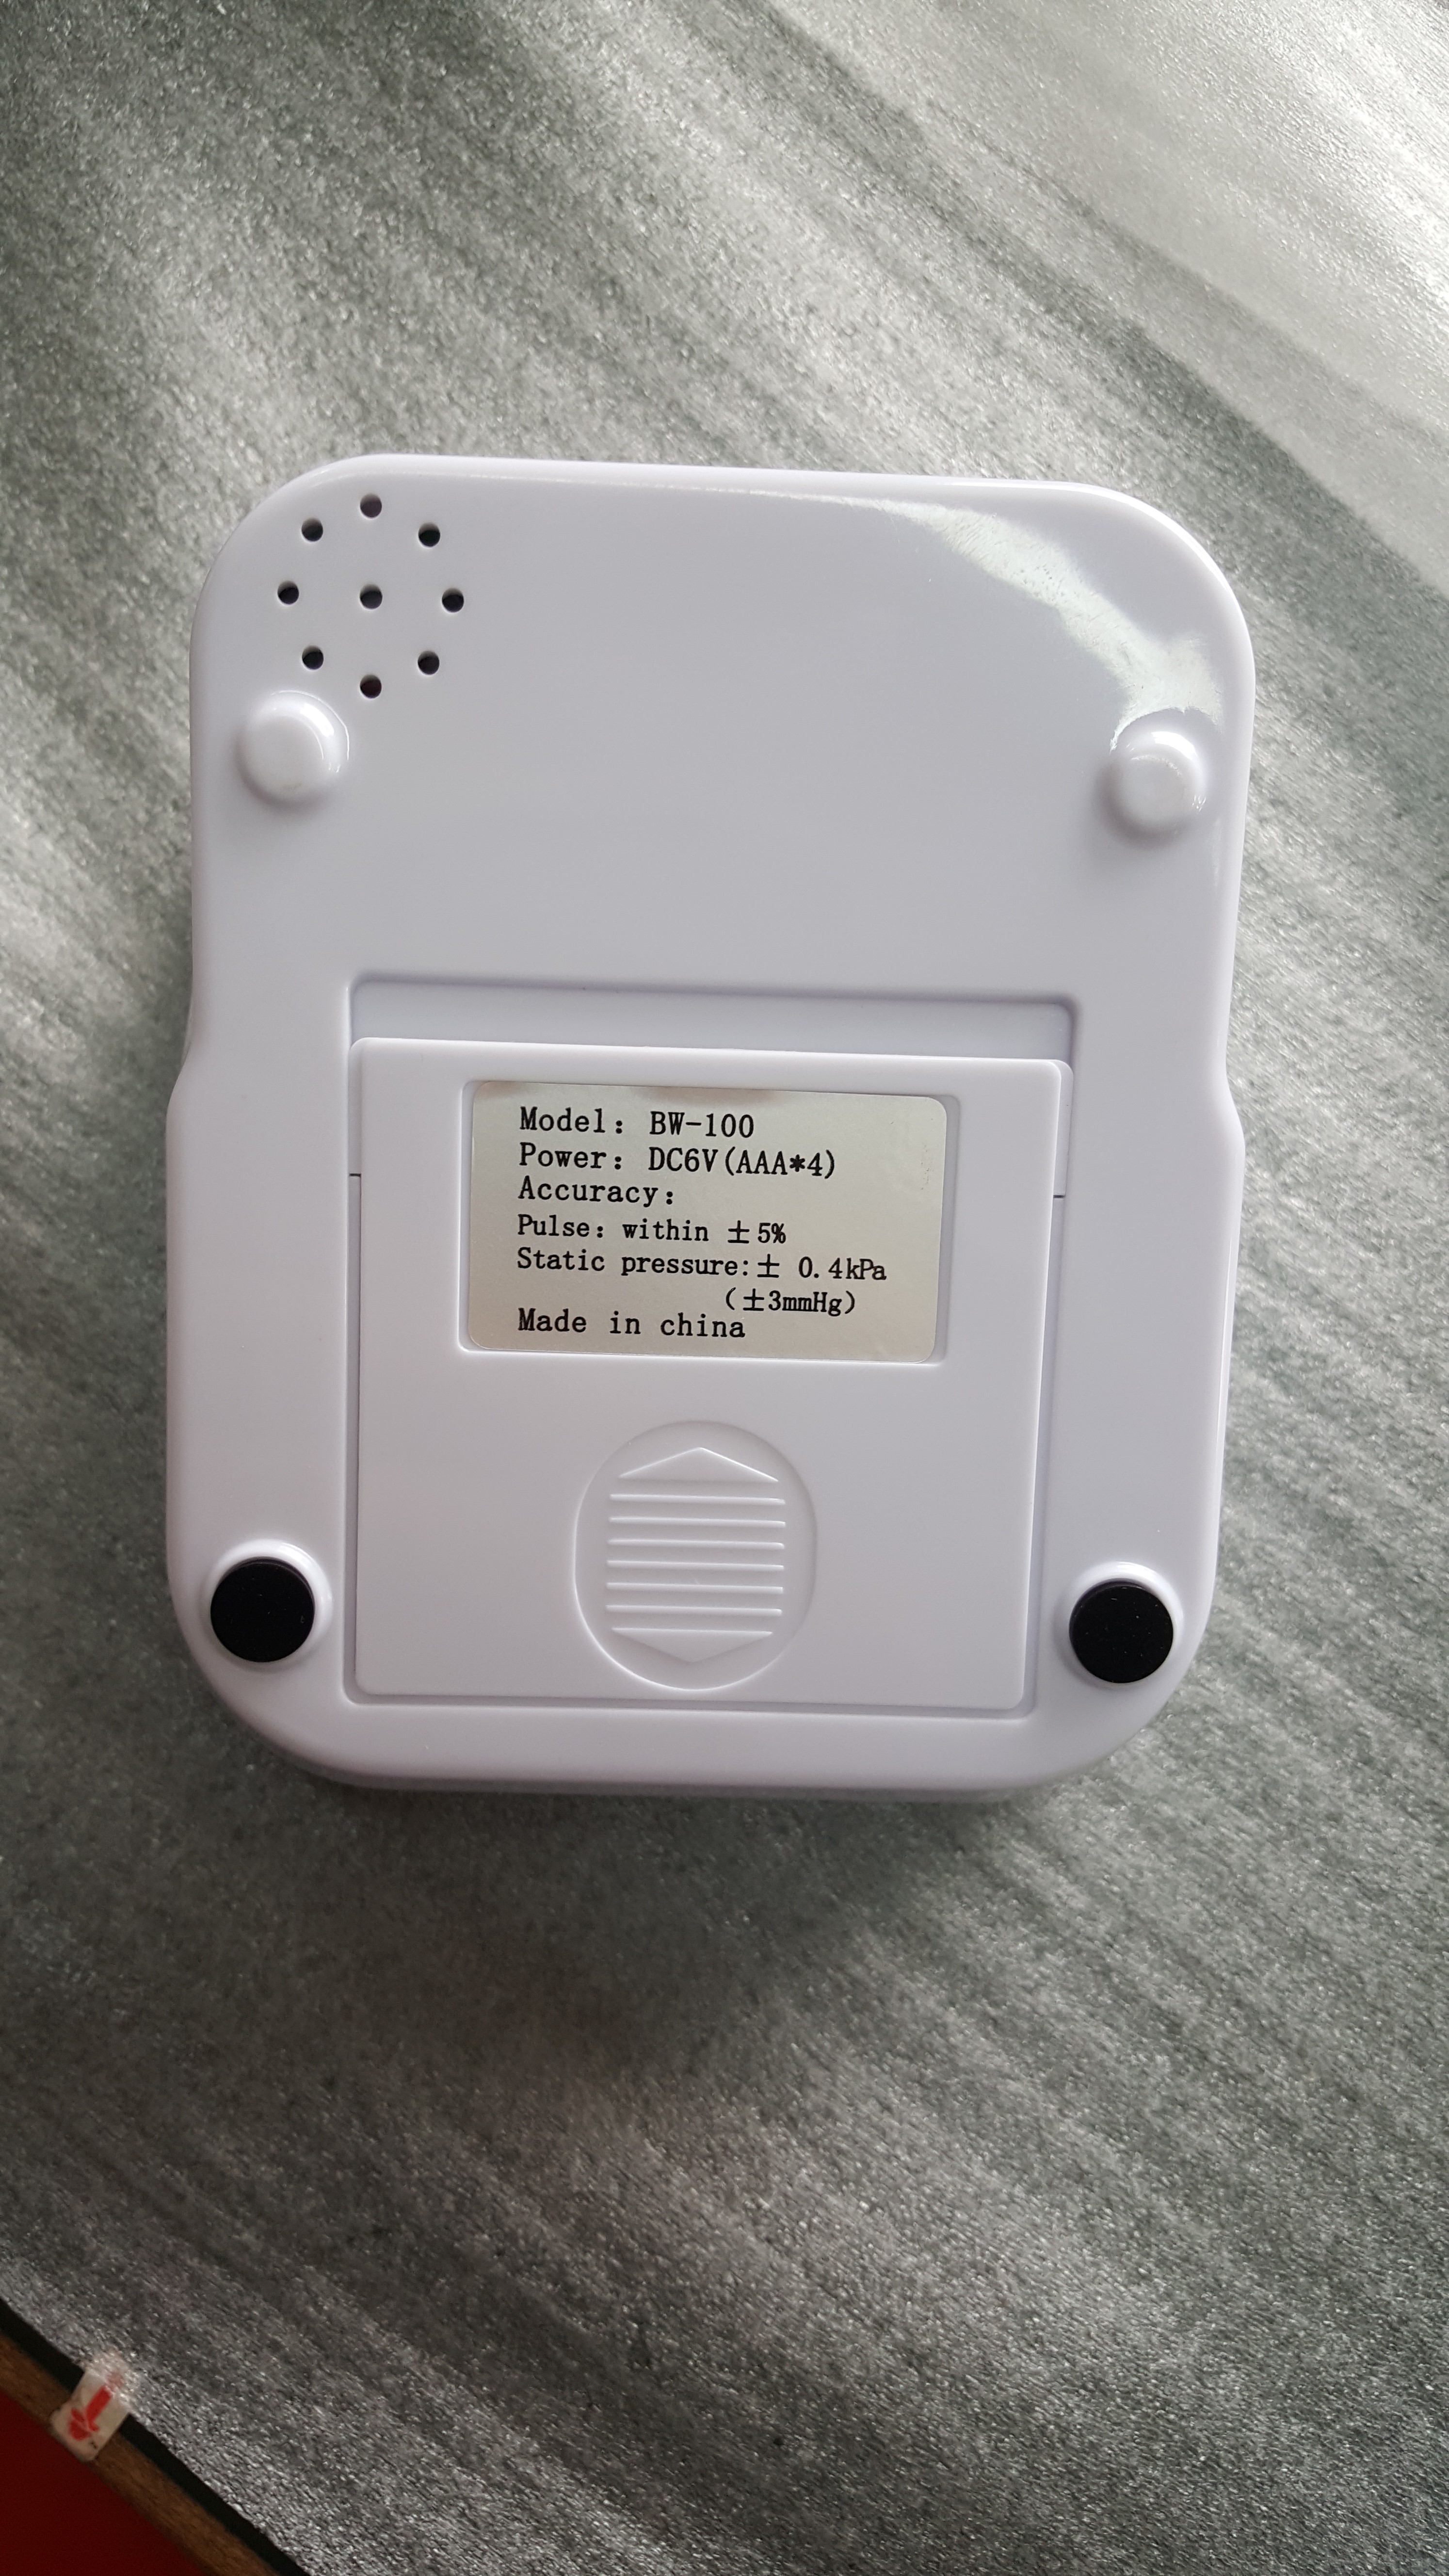 Model: BW-100
Power: DC6V(AAA*4)
Accuracy:
Pulse: within ±5%
Static pressure:± 0.4kPa
(±3mmHg)
Made in china